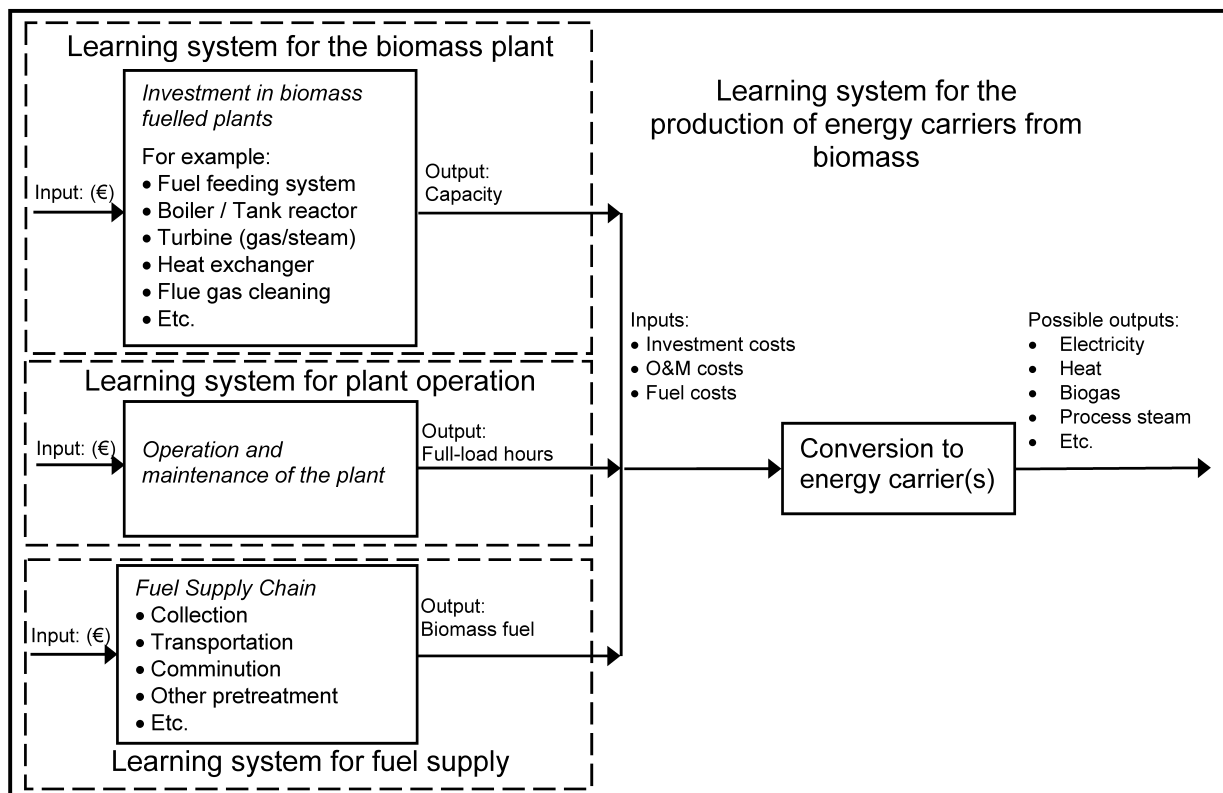 Learning system for the biomass plant
Investment in biomass
fuelled plants
For example:
• Fuel feeding system
• Boiler / Tank reactor
• Turbine (gas/steam)
• Heat exchanger
• Flue gas cleaning
• Etc.
Input: (€)
Output:
Capacity
Learning system for the
production of energy carriers from
biomass
Learning system for plant operation
Input: (€)
Operation and
maintenance of the plant
Output:
Full-load hours
Inputs:
• Investment costs
• O&M costs
• Fuel costs
Conversion to
energy carrier(s)
Possible outputs:
• Electricity
• Heat
• Biogas
• Process steam
• Etc.
Fuel Supply Chain
• Collection
• Transportation
• Comminution
• Other pretreatment
• Etc.
Input: (€)
Output:
Biomass fuel
Learning system for fuel supply